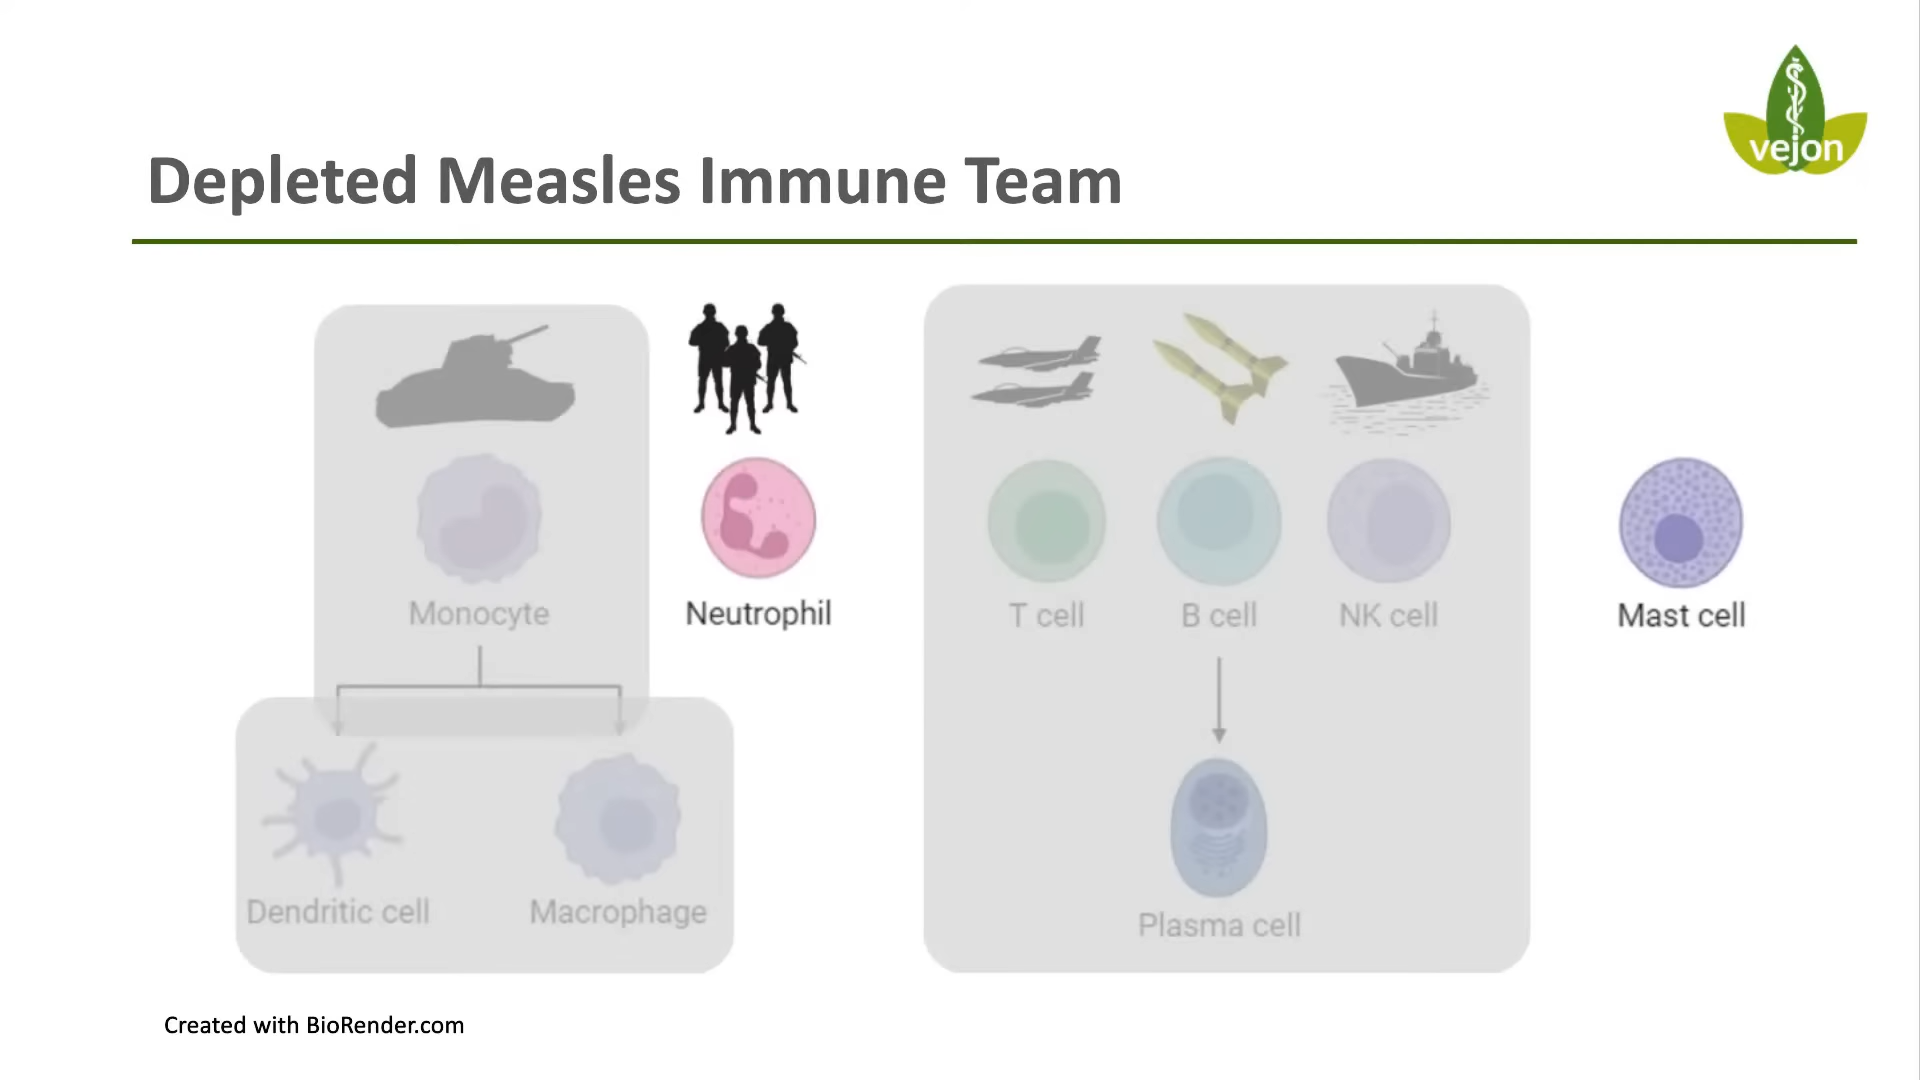 vejon
Depleted Measles Immune Team
Monocyte
Neutrophil
T cell
B cell
NK cell
Mast cell
Dendritic cell
Macrophage
Plasma cell
Created with BioRender.com